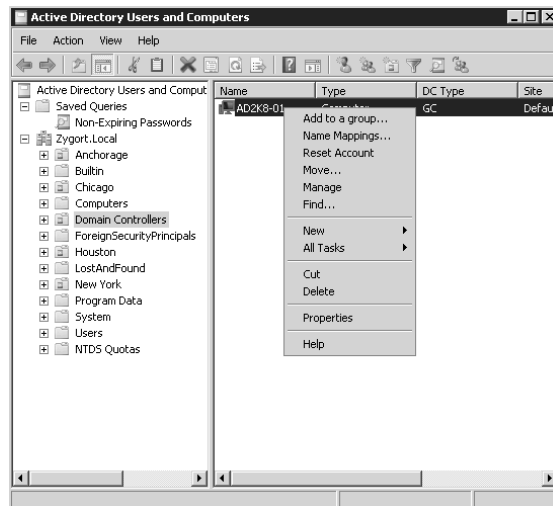 Active Directory Users and Computers
File Action View Help
Active Directory Users and Comput
Saved Queries
Non-Expiring Passwords
Zygort.Local
Anchorage
Builtin
Chicago
Computers
Domain Controllers
ForeignSecurityPrincipals
Houston
LostAndFound
New York
Program Data
System
Users
NTDS Quotas
Name Type DC Type Site
AD2K8-01 Computer GC Defau
Add to a group...
Name Mappings...
Reset Account
Move...
Manage
Find...
New
All Tasks
Cut
Delete
Properties
Help